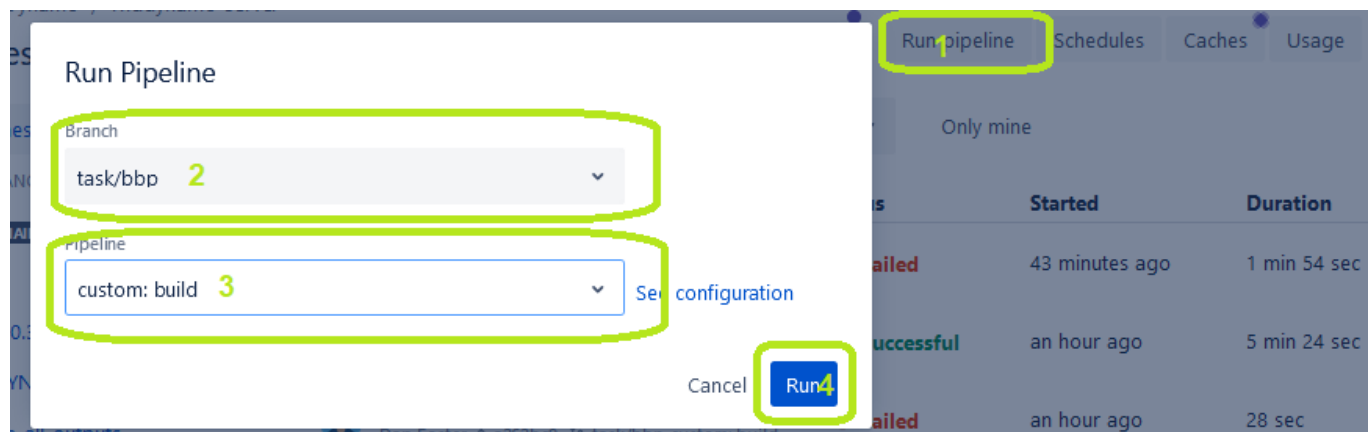 Run pipeline 1 Schedules Caches Usage
Run Pipeline
Branch
task/bbp 2
Only mine
Started Duration
Pipeline
custom: build 3
See configuration
ailed 43 minutes ago 1 min 54 sec
uccessful an hour ago 5 min 24 sec
Cancel Run 4
ailed an hour ago 28 sec